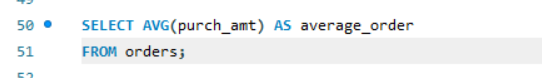 50 SELECT AVG(purch_amt) AS average_order
51 FROM orders;